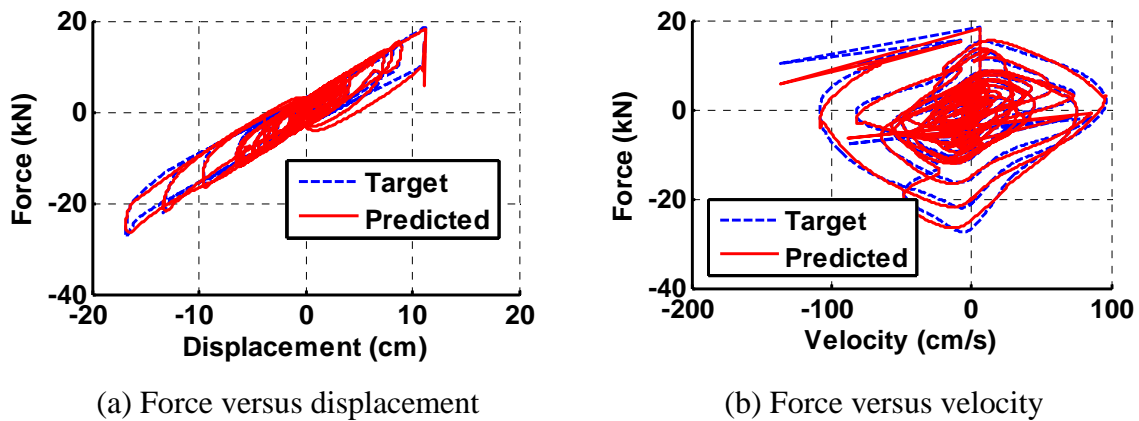 20
0
-20
-40
Force (kN)
-20
-10
0
10
20
Displacement (cm)
Target
Predicted
(a) Force versus displacement
20
0
-20
-40
Force (kN)
-200
-100
0
100
Velocity (cm/s)
Target
Predicted
(b) Force versus velocity